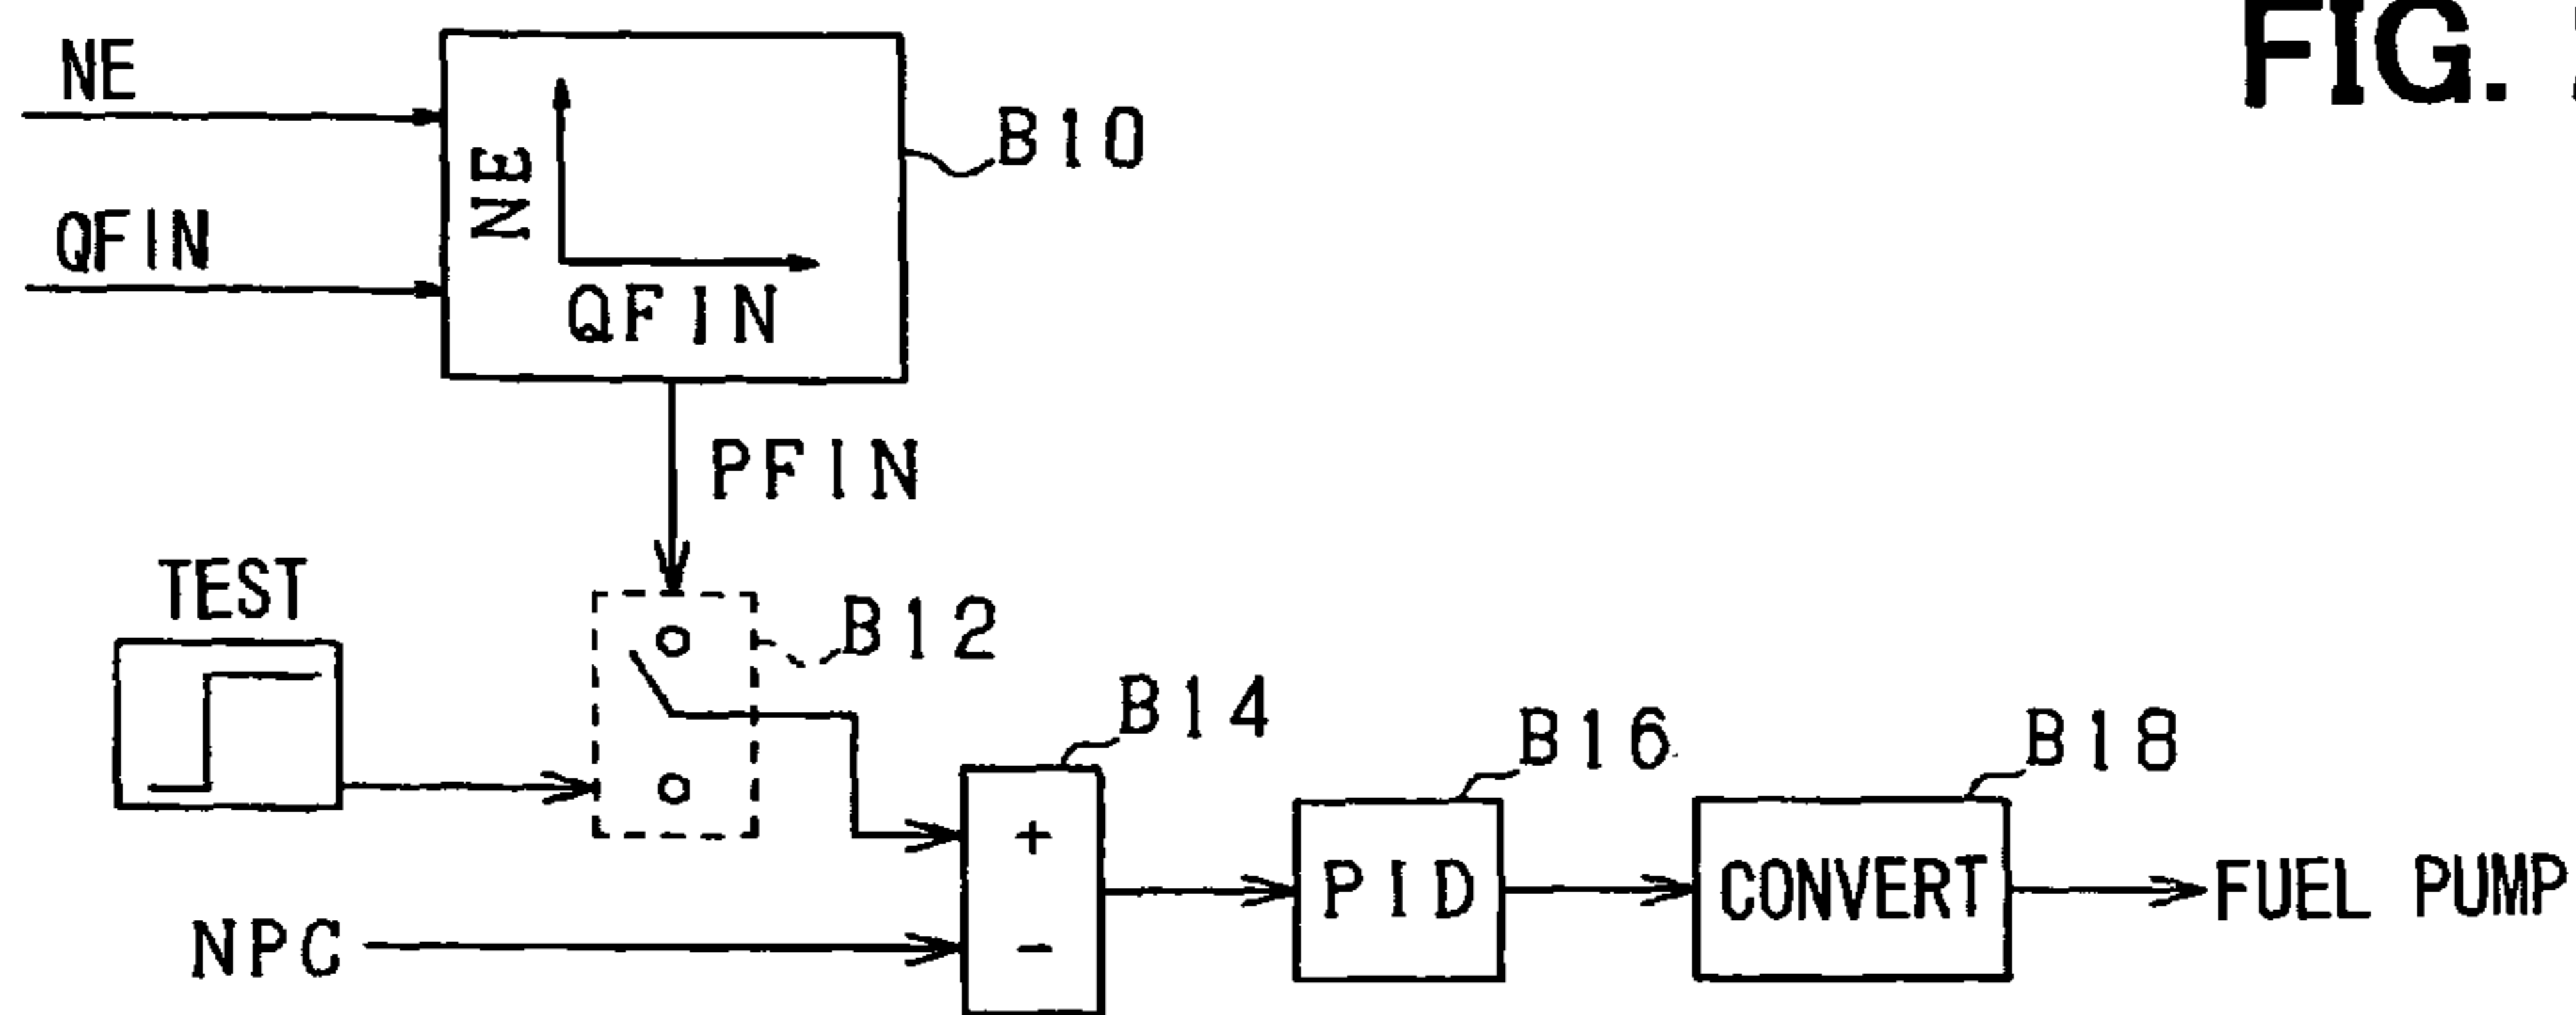 FIG.
NE
B10
NE
QFIN
QFIN
PFIN
TEST
B12
B14
B16
B18
+
PID
CONVERT
FUEL PUMP
NPC
-